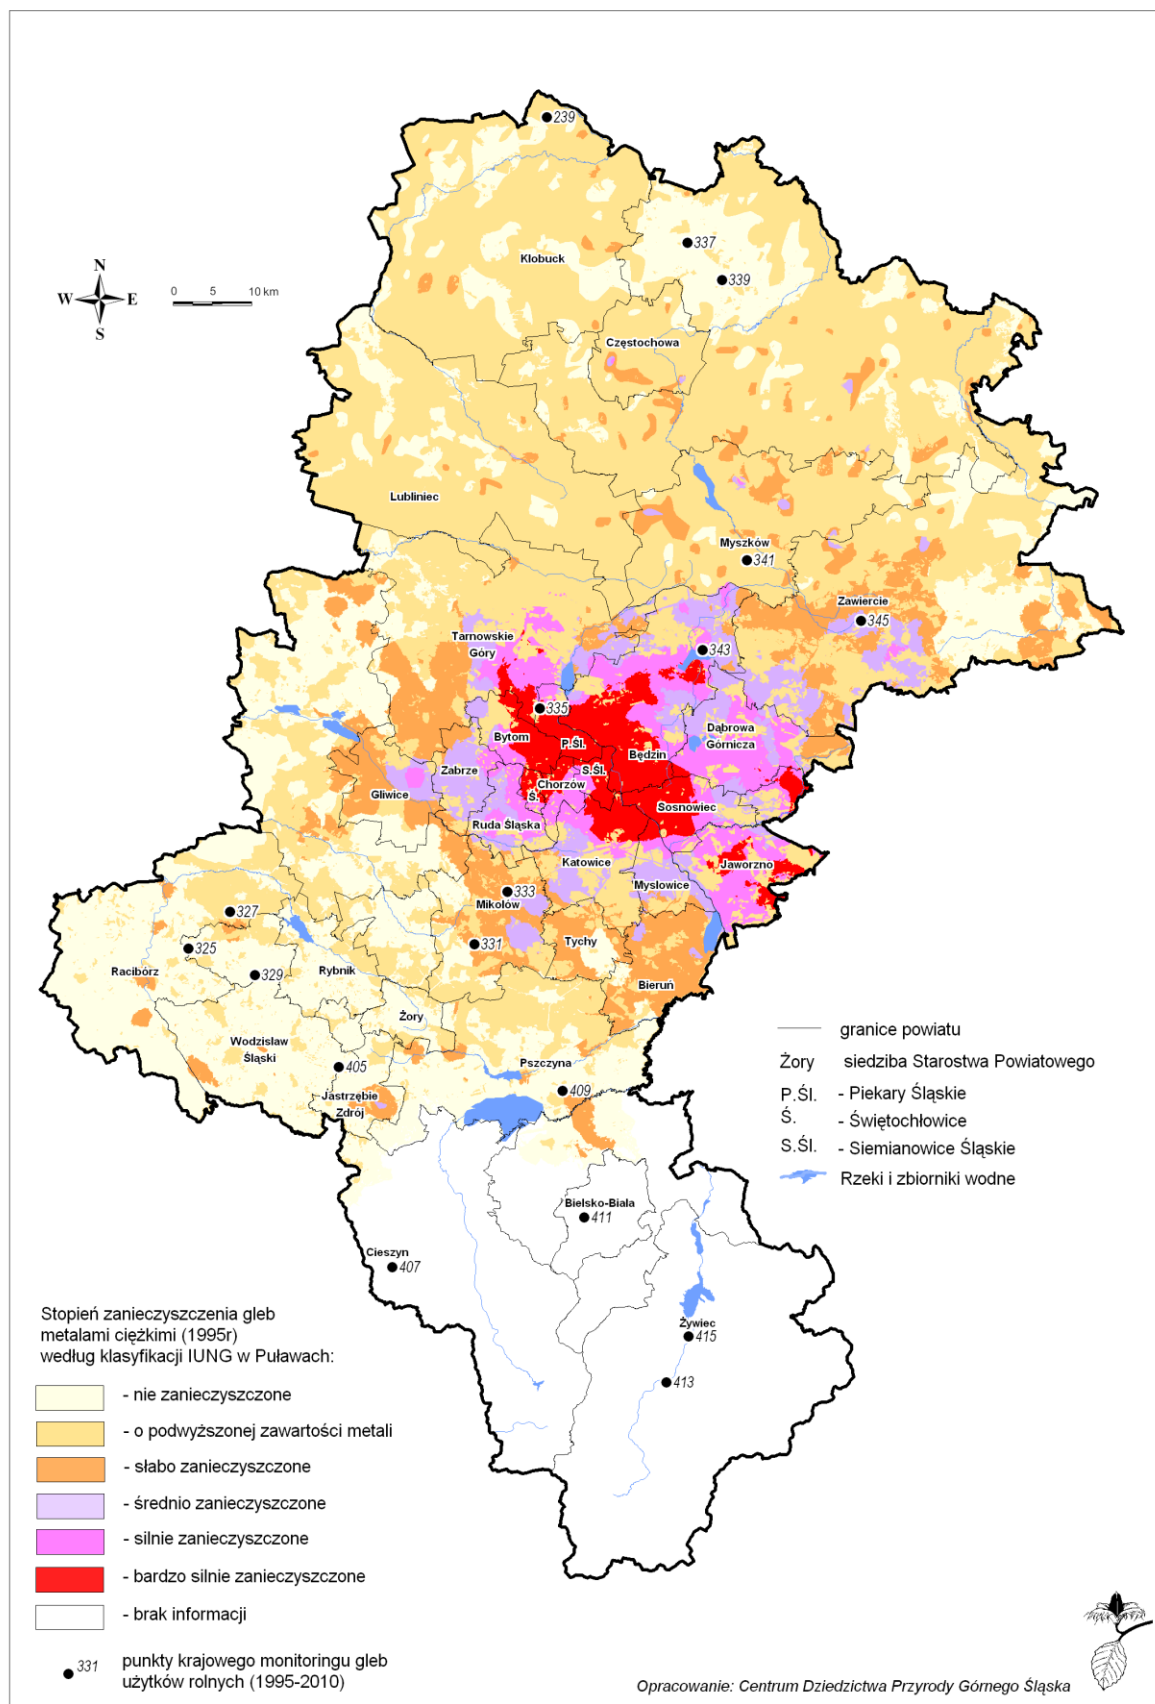 239
337
Kłobuck
339
N
W E
S
0 5 10 km
Częstochowa
Lubliniec
Myszków
341
Zawiercie
345
Tarnowskie
Góry
343
335
Bytom
P.Śl.
Dąbrowa
Górnicza
Będzin
Zabrze
S.Śl.
Chorzów
Ś.
Gliwice
Sosnowiec
Ruda Śląska
Katowice
Jaworzno
Mysłowice
333
Mikołów
327
331
Tychy
325
Racibórz
329
Rybnik
Bieruń
Żory
Wodzisław
Śląski
405
Pszczyna
409
Jastrzębie
Zdrój
granice powiatu
Żory siedziba Starostwa Powiatowego
P.Śl. - Piekary Śląskie
Ś. - Świętochłowice
S.Śl. - Siemianowice Śląskie
Rzeki i zbiorniki wodne
Bielsko-Biała
411
Cieszyn
407
Żywiec
415
413
Stopień zanieczyszczenia gleb
metalami ciężkimi (1995r)
według klasyfikacji IUNG w Puławach:
- nie zanieczyszczone
- o podwyższonej zawartości metali
- słabo zanieczyszczone
- średnio zanieczyszczone
- silnie zanieczyszczone
- bardzo silnie zanieczyszczone
- brak informacji
331 punkty krajowego monitoringu gleb
użytków rolnych (1995-2010)
Opracowanie: Centrum Dziedzictwa Przyrody Górnego Śląska